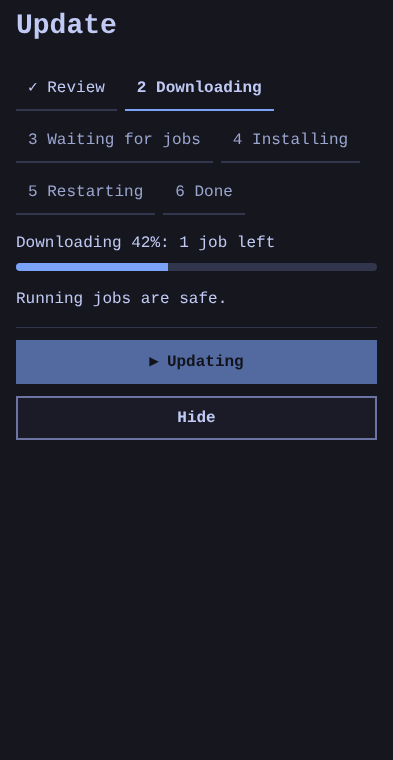 Update
✓ Review 2 Downloading
3 Waiting for jobs 4 Installing
5 Restarting 6 Done
Downloading 42%: 1 job left
Running jobs are safe.
▶ Updating
Hide